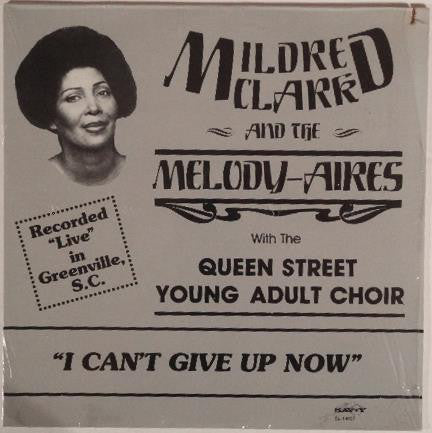 MILDRED
CLARK
AND THE
MELODY-AIRES
Recorded
"Live"
in
Greenville,
S.C.
With The
QUEEN STREET
YOUNG ADULT CHOIR
"I CAN'T GIVE UP NOW"